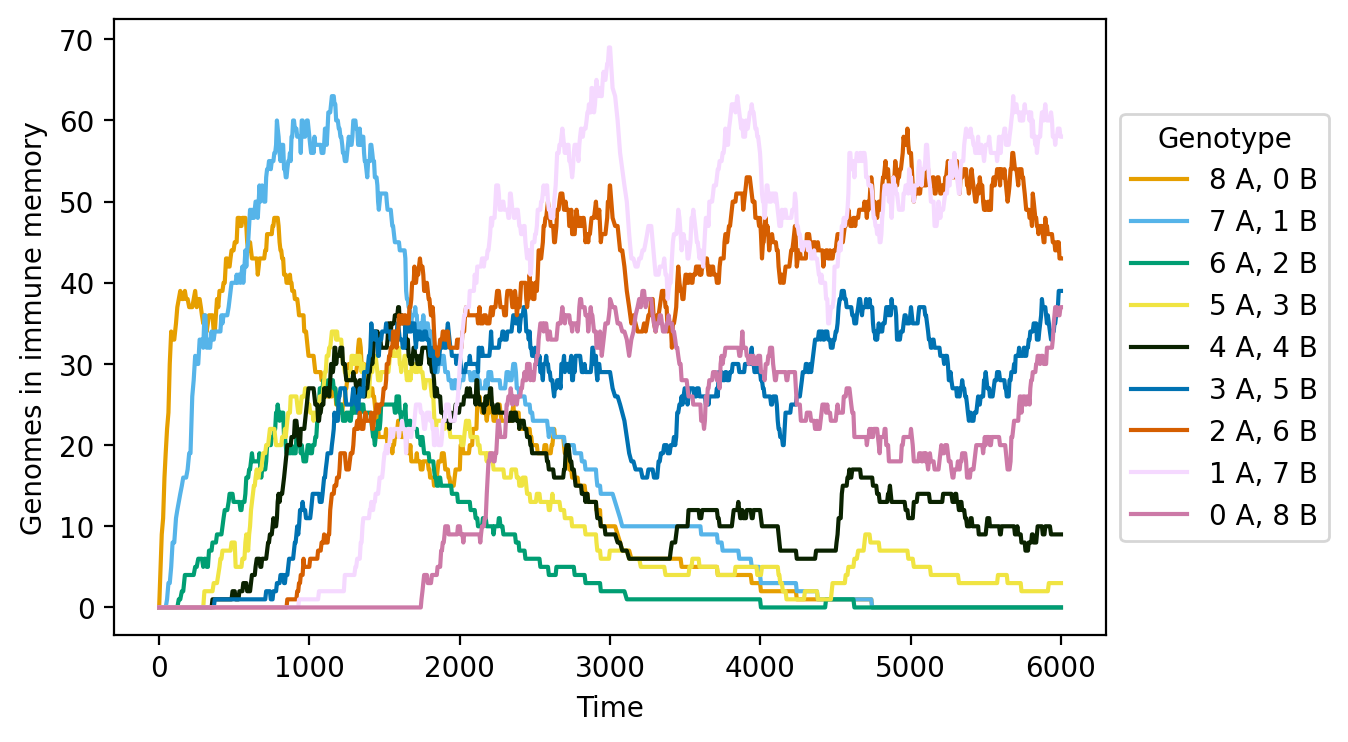 70
60
50
40
30
20
10
0
Genomes in immune memory
0 1000 2000 3000 4000 5000 6000
Time
Genotype
8 A, 0 B
7 A, 1 B
6 A, 2 B
5 A, 3 B
4 A, 4 B
3 A, 5 B
2 A, 6 B
1 A, 7 B
0 A, 8 B